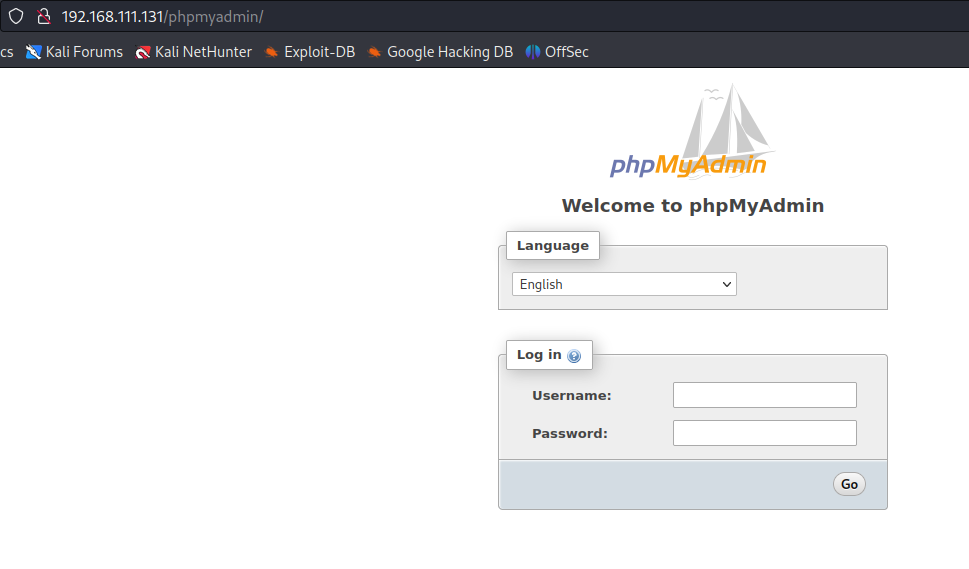 192.168.111.131/phpmyadmin/
cs Kali Forums Kali NetHunter Exploit-DB Google Hacking DB OffSec
phpMyAdmin
Welcome to phpMyAdmin
Language
English
Log in ?
Username:
Password:
Go